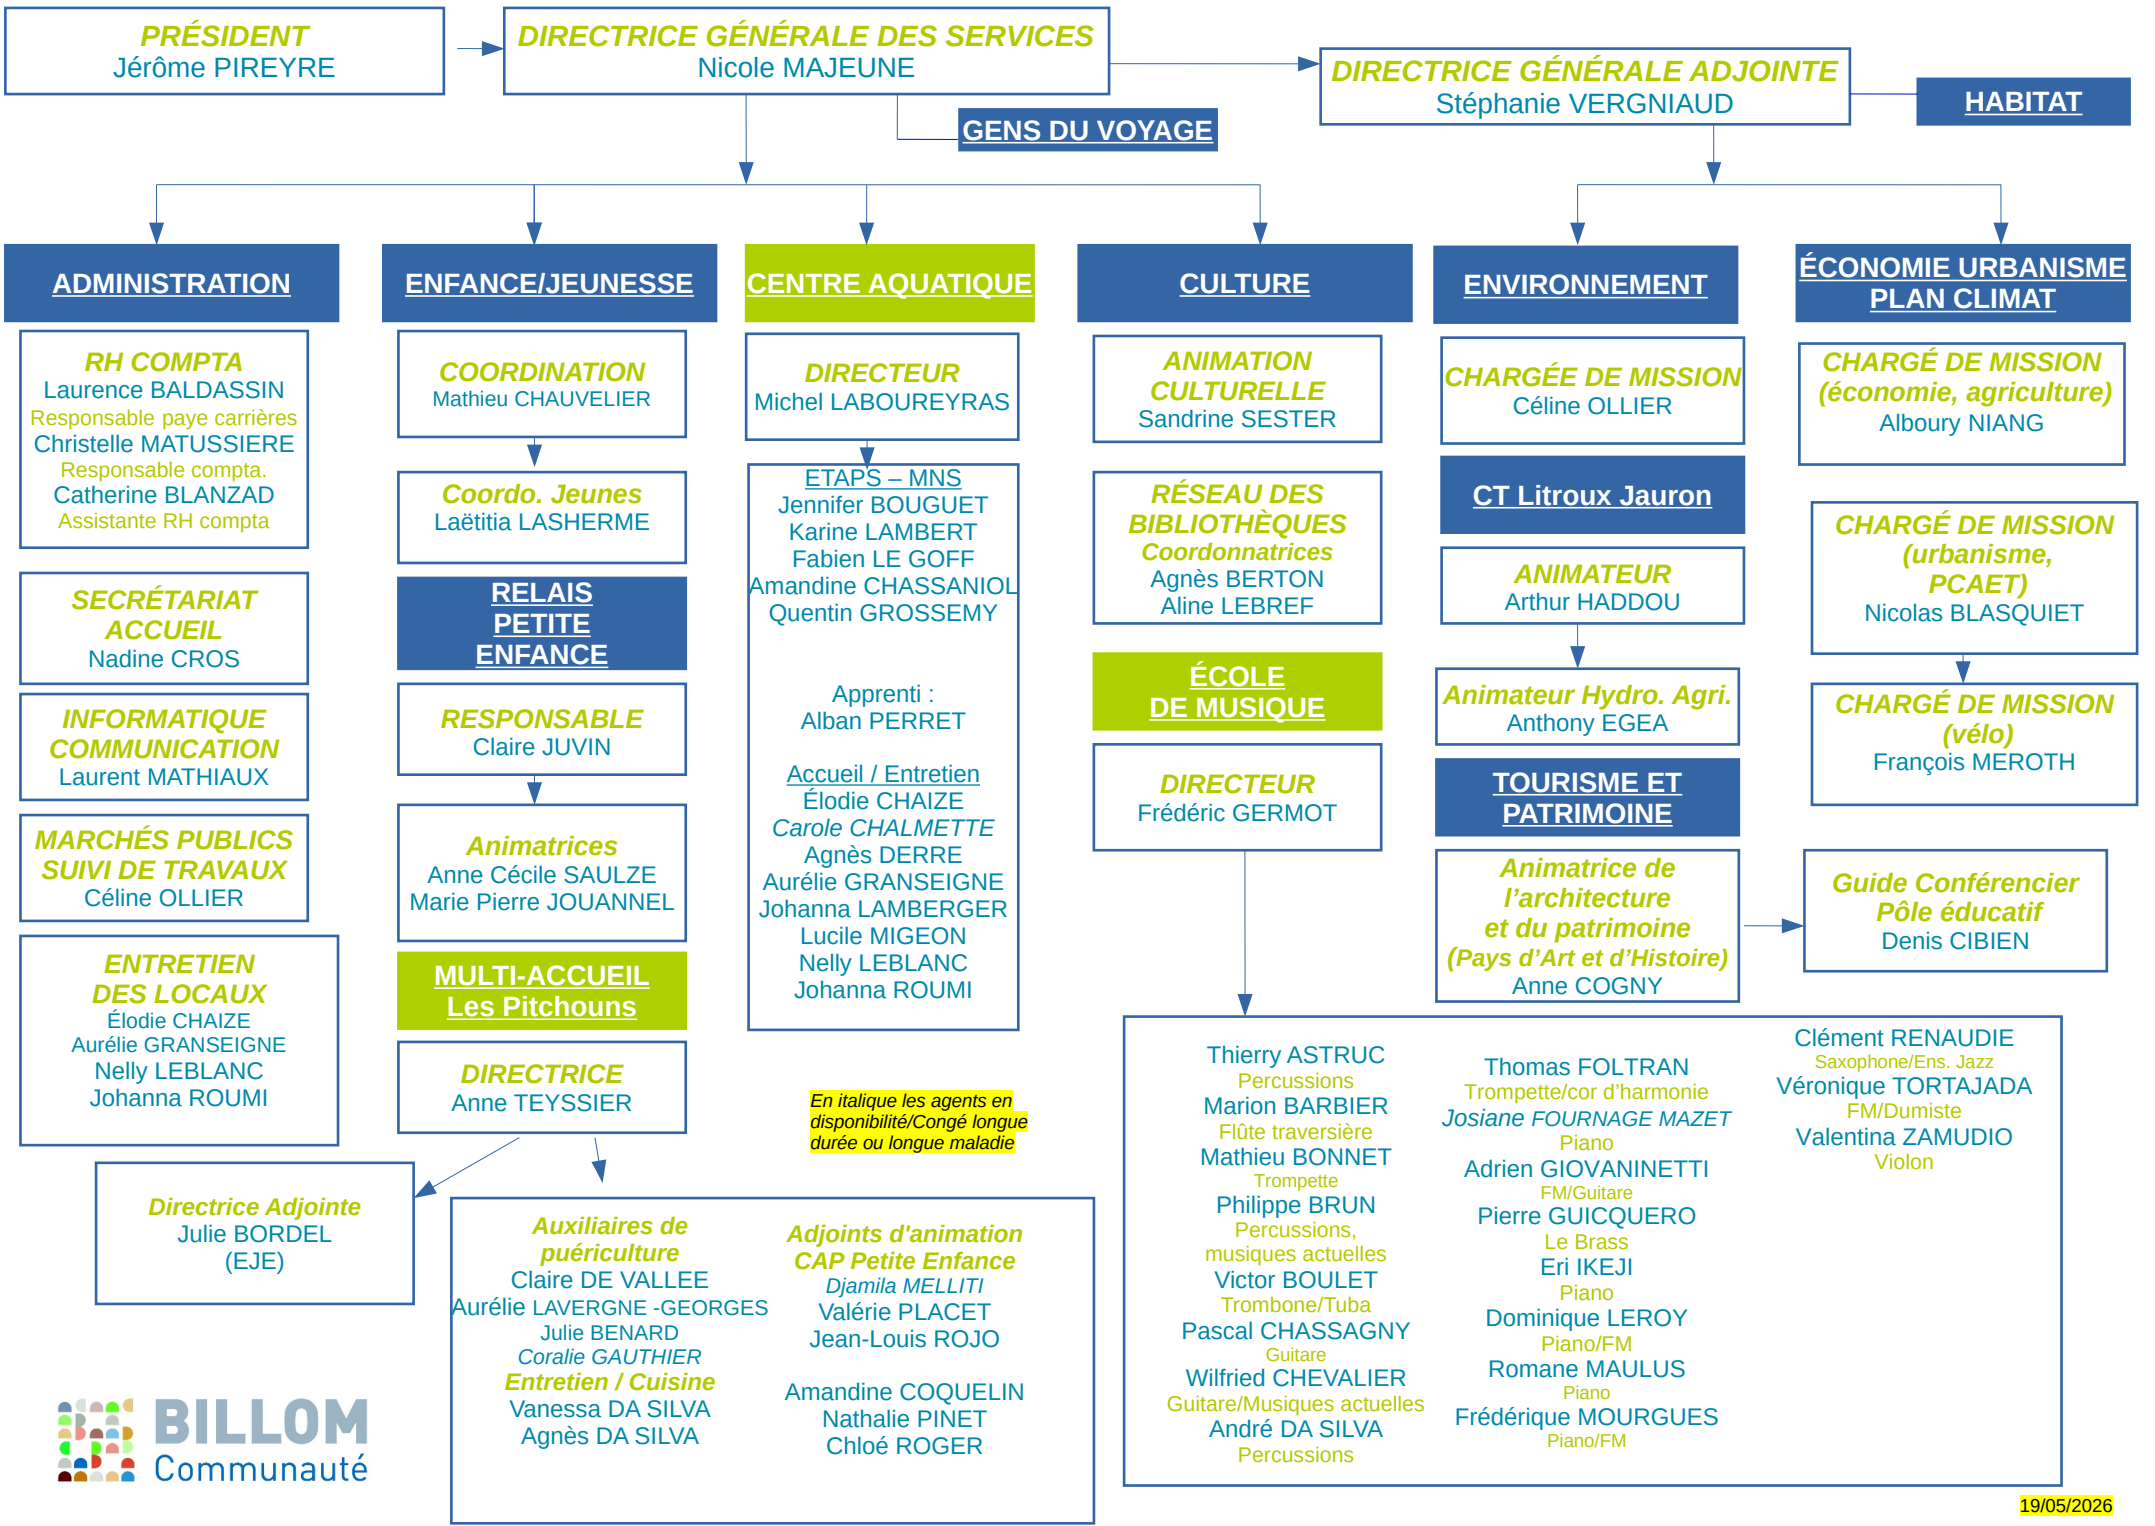 PRÉSIDENT
Jérôme PIREYRE
DIRECTRICE GÉNÉRALE DES SERVICES
Nicole MAJEUNE
DIRECTRICE GÉNÉRALE ADJOINTE
Stéphanie VERGNIAUD
HABITAT
GENS DU VOYAGE
ADMINISTRATION
RH COMPTA
Laurence BALDASSIN
Responsable paye carrières
Christelle MATUSSIERE
Responsable compta.
Catherine BLANZAD
Assistante RH compta
SECRÉTARIAT
ACCUEIL
Nadine CROS
INFORMATIQUE
COMMUNICATION
Laurent MATHIAUX
MARCHÉS PUBLICS
SUIVI DE TRAVAUX
Céline OLLIER
ENTRETIEN
DES LOCAUX
Élodie CHAIZE
Aurélie GRANSEIGNE
Nelly LEBLANC
Johanna ROUMI
ENFANCE/JEUNESSE
COORDINATION
Mathieu CHAUVELIER
Coordo. Jeunes
Laëtitia LASHERME
RELAIS
PETITE
ENFANCE
RESPONSABLE
Claire JUVIN
Animatrices
Anne Cécile SAULZE
Marie Pierre JOUANNEL
MULTI-ACCUEIL
Les Pitchouns
DIRECTRICE
Anne TEYSSIER
Directrice Adjointe
Julie BORDEL
(EJE)
Auxiliaires de
puériculture
Claire DE VALLEE
Aurélie LAVERGNE -GEORGES
Julie BENARD
Coralie GAUTHIER
Entretien / Cuisine
Vanessa DA SILVA
Agnès DA SILVA
Adjoints d'animation
CAP Petite Enfance
Djamila MELLITI
Valérie PLACET
Jean-Louis ROJO
Amandine COQUELIN
Nathalie PINET
Chloé ROGER
CENTRE AQUATIQUE
DIRECTEUR
Michel LABOUREYRAS
ETAPS – MNS
Jennifer BOUGUET
Karine LAMBERT
Fabien LE GOFF
Amandine CHASSANIOL
Quentin GROSSEMY
Apprenti :
Alban PERRET
Accueil / Entretien
Élodie CHAIZE
Carole CHALMETTE
Agnès DERRE
Aurélie GRANSEIGNE
Johanna LAMBERGER
Lucile MIGEON
Nelly LEBLANC
Johanna ROUMI
En italique les agents en
disponibilité/Congé longue
durée ou longue maladie
CULTURE
ANIMATION
CULTURELLE
Sandrine SESTER
RÉSEAU DES
BIBLIOTHÈQUES
Coordonnatrices
Agnès BERTON
Aline LEBREF
ÉCOLE
DE MUSIQUE
DIRECTEUR
Frédéric GERMOT
Thierry ASTRUC
Percussions
Marion BARBIER
Flûte traversière
Mathieu BONNET
Trompette
Philippe BRUN
Percussions,
musiques actuelles
Victor BOULET
Trombone/Tuba
Pascal CHASSAGNY
Guitare
Wilfried CHEVALIER
Guitare/Musiques actuelles
André DA SILVA
Percussions
Thomas FOLTRAN
Trompette/cor d’harmonie
Josiane FOURNAGE MAZET
Piano
Adrien GIOVANINETTI
FM/Guitare
Pierre GUICQUERO
Le Brass
Eri IKEJI
Piano
Dominique LEROY
Piano/FM
Romane MAULUS
Piano
Frédérique MOURGUES
Piano/FM
Clément RENAUDIE
Saxophone/Ens. Jazz
Véronique TORTAJADA
FM/Dumiste
Valentina ZAMUDIO
Violon
ENVIRONNEMENT
CHARGÉE DE MISSION
Céline OLLIER
CT Litroux Jauron
ANIMATEUR
Arthur HADDOU
Animateur Hydro. Agri.
Anthony EGEA
TOURISME ET
PATRIMOINE
Animatrice de
l’architecture
et du patrimoine
(Pays d’Art et d’Histoire)
Anne COGNY
Guide Conférencier
Pôle éducatif
Denis CIBIEN
ÉCONOMIE URBANISME
PLAN CLIMAT
CHARGÉ DE MISSION
(économie, agriculture)
Alboury NIANG
CHARGÉ DE MISSION
(urbanisme,
PCAET)
Nicolas BLASQUIET
CHARGÉ DE MISSION
(vélo)
François MEROTH
BILLOM
Communauté
19/05/2026